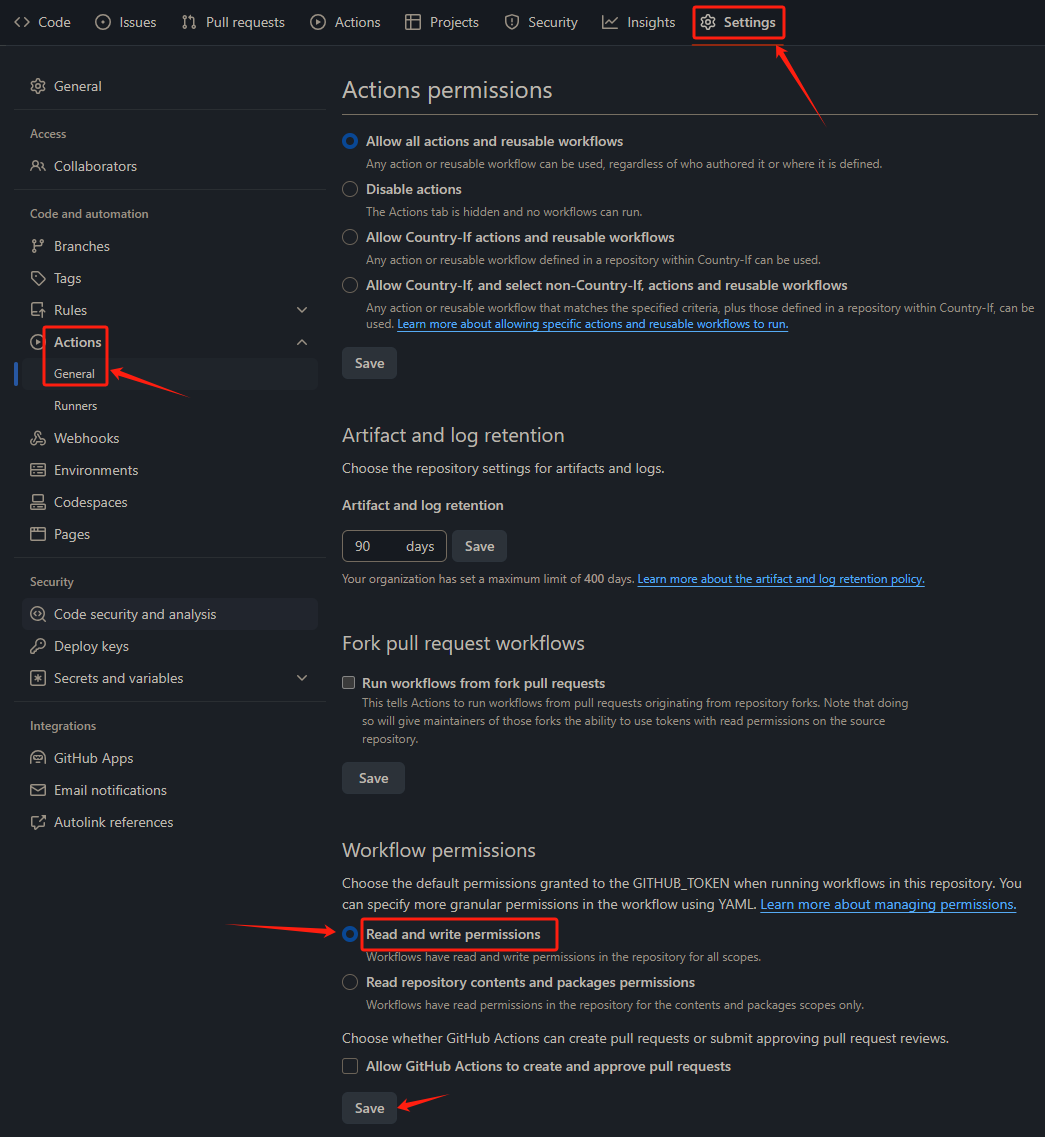 Code Issues Pull requests Actions Projects Security Insights Settings
General
Access
Collaborators
Code and automation
Branches
Tags
Rules
Actions
General
Runners
Webhooks
Environments
Codespaces
Pages
Security
Code security and analysis
Deploy keys
Secrets and variables
Integrations
GitHub Apps
Email notifications
Autolink references
Actions permissions
Allow all actions and reusable workflows
Any action or reusable workflow can be used, regardless of who authored it or where it is defined.
Disable actions
The Actions tab is hidden and no workflows can run.
Allow Country-If actions and reusable workflows
Any action or reusable workflow defined in a repository within Country-If can be used.
Allow Country-If, and select non-Country-If, actions and reusable workflows
Any action or reusable workflow that matches the specified criteria, plus those defined in a repository within Country-If, can be
used. Learn more about allowing specific actions and reusable workflows to run.
Save
Artifact and log retention
Choose the repository settings for artifacts and logs.
Artifact and log retention
90 days Save
Your organization has set a maximum limit of 400 days. Learn more about the artifact and log retention policy.
Fork pull request workflows
Run workflows from fork pull requests
This tells Actions to run workflows from pull requests originating from repository forks. Note that doing
so will give maintainers of those forks the ability to use tokens with read permissions on the source
repository.
Save
Workflow permissions
Choose the default permissions granted to the GITHUB_TOKEN when running workflows in this repository. You
can specify more granular permissions in the workflow using YAML. Learn more about managing permissions.
Read and write permissions
Workflows have read and write permissions in the repository for all scopes.
Read repository contents and packages permissions
Workflows have read permissions in the repository for the contents and packages scopes only.
Choose whether GitHub Actions can create pull requests or submit approving pull request reviews.
Allow GitHub Actions to create and approve pull requests
Save